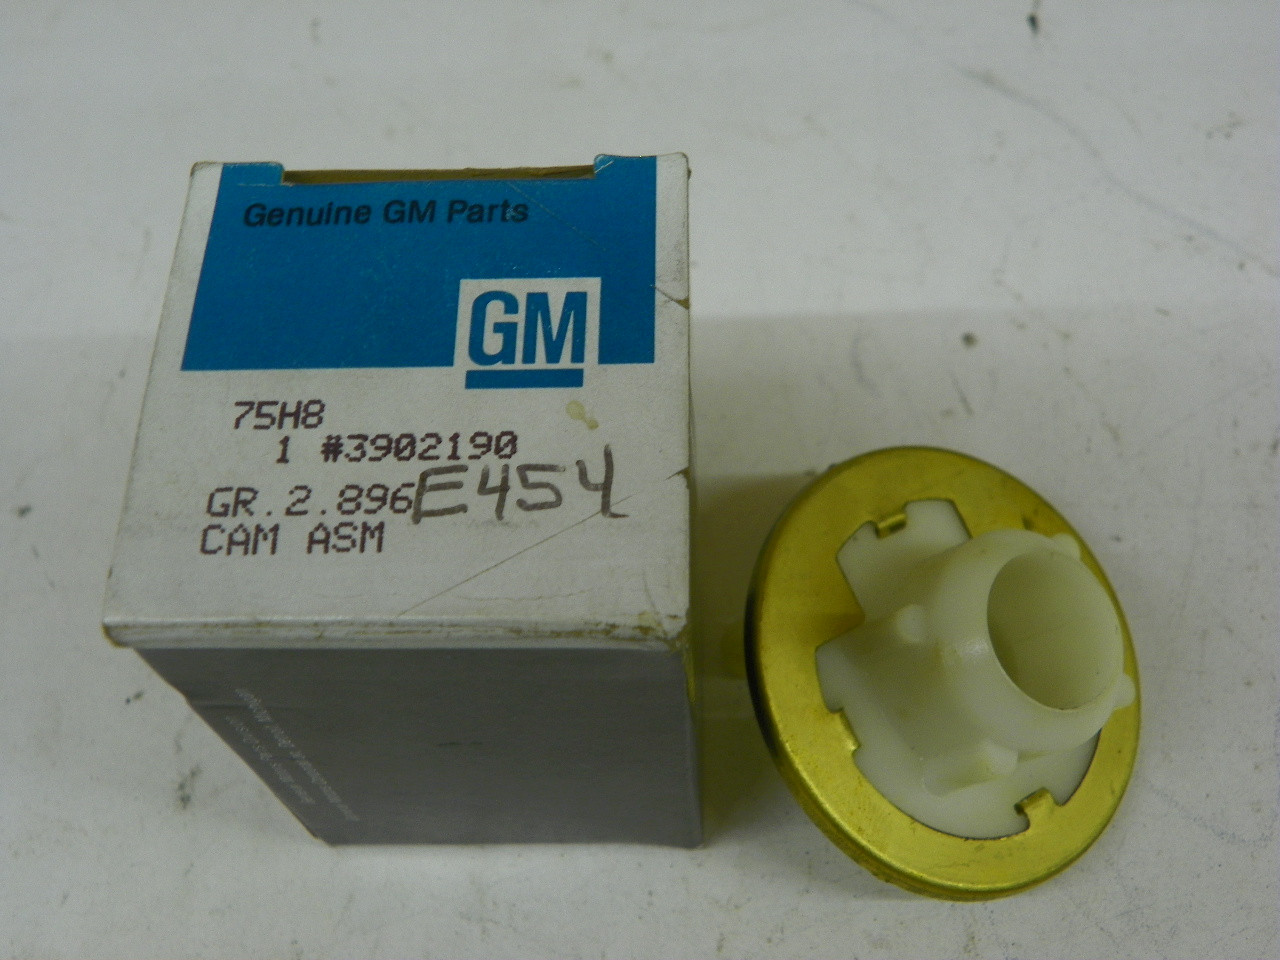 Genuine GM Parts
GM
75H8
1 #3902190
GR.2.896 E454
CAM ASM